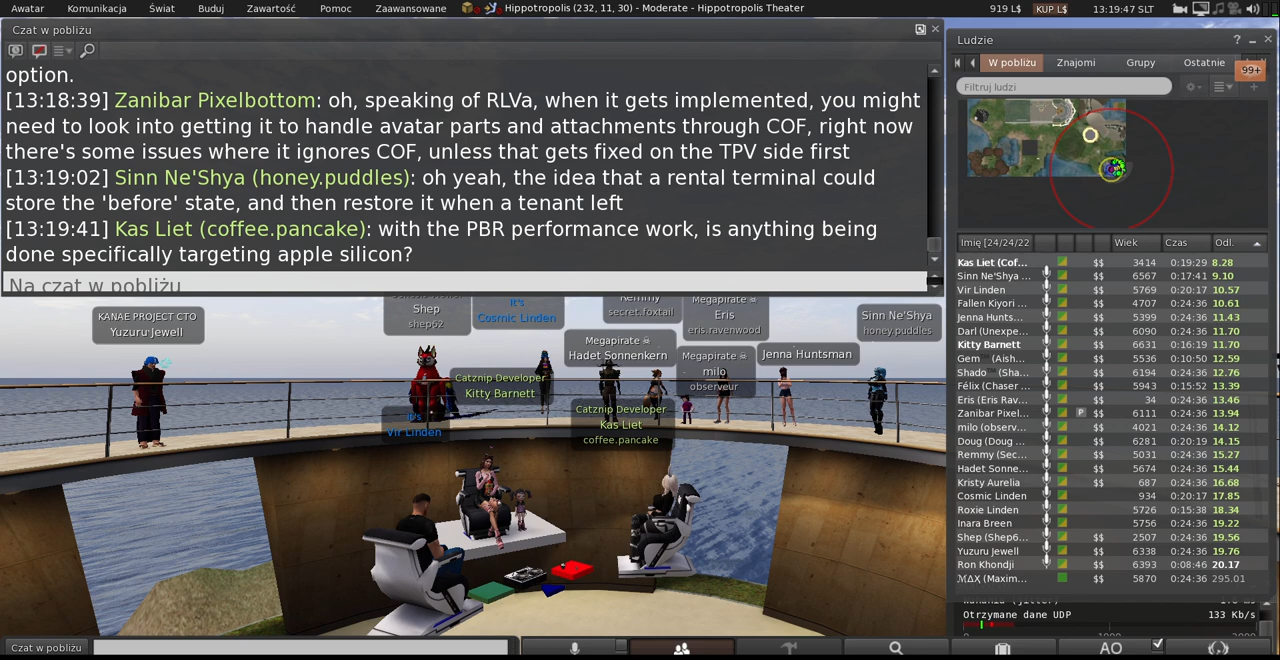 Awatar Komunikacja Świat Buduj Zawartość Pomoc Zaawansowane Hippotropolis (232, 11, 30) - Moderate - Hippotropolis Theater 919 L$ KUP L$ 13:19:47 SLT
Czat w pobliżu
option.
[13:18:39] Zanibar Pixelbottom: oh, speaking of RLVa, when it gets implemented, you might
need to look into getting it to handle avatar parts and attachments through COF, right now
there's some issues where it ignores COF, unless that gets fixed on the TPV side first
[13:19:02] Sinn Ne'Shya (honey.puddles): oh yeah, the idea that a rental terminal could
store the 'before' state, and then restore it when a tenant left
[13:19:41] Kas Liet (coffee.pancake): with the PBR performance work, is anything being
done specifically targeting apple silicon?
Na czat w pobliżu
KANAE PROJECT CTO
Yuzuru Jewell
Shep
shep62
It's
Cosmic Linden
Remmy
secret.foxtail
Megapirate ☠
Eris
eris.ravenwood
Sinn Ne'Shya
honey.puddles
Megapirate ☠
Hadet Sonnenkern
Megapirate ☠
milo
observeur
Jenna Huntsman
Catznip Developer
Kitty Barnett
Catznip Developer
Kas Liet
coffee.pancake
It's
Vir Linden
Ludzie
W pobliżu Znajomi Grupy Ostatnie
99+
Filtruj ludzi
Imię [24/24/22 Wiek Czas Odl.
Kas Liet (Cof... $$ 3414 0:19:29 8.28
Sinn Ne'Shya ... $$ 6567 0:17:41 9.10
Vir Linden $$ 5769 0:20:17 10.57
Fallen Kiyori ... $$ 4707 0:24:36 10.61
Jenna Hunts... $$ 5399 0:24:36 11.43
Darl (Unexpe... $$ 6090 0:24:36 11.70
Kitty Barnett $$ 6631 0:16:19 11.70
Gem™ (Aish... $$ 5536 0:10:50 12.59
Shado™ (Sha... $$ 6194 0:24:36 12.76
Félix (Chaser ... $$ 5943 0:15:52 13.39
Eris (Eris Rav... $$ 34 0:24:36 13.46
Zanibar Pixel... P $$ 6111 0:24:36 13.94
milo (observ... $$ 4021 0:24:36 14.12
Doug (Doug ... $$ 6281 0:20:19 14.15
Remmy (Sec... $$ 5031 0:24:36 15.27
Hadet Sonne... $$ 5674 0:24:36 15.44
Kristy Aurelia $$ 687 0:24:36 16.68
Cosmic Linden 934 0:20:17 17.85
Roxie Linden 5726 0:15:38 18.34
Inara Breen 5756 0:24:36 19.22
Shep (Shep6... $$ 2507 0:24:36 19.56
Yuzuru Jewell $$ 6338 0:24:36 19.76
Ron Khondji $$ 6393 0:08:46 20.17
ℳΔҲ (Maxim... $$ 5870 0:24:36 295.01
Otrzymane dane UDP 133 Kb/s
Czat w pobliżu
AO